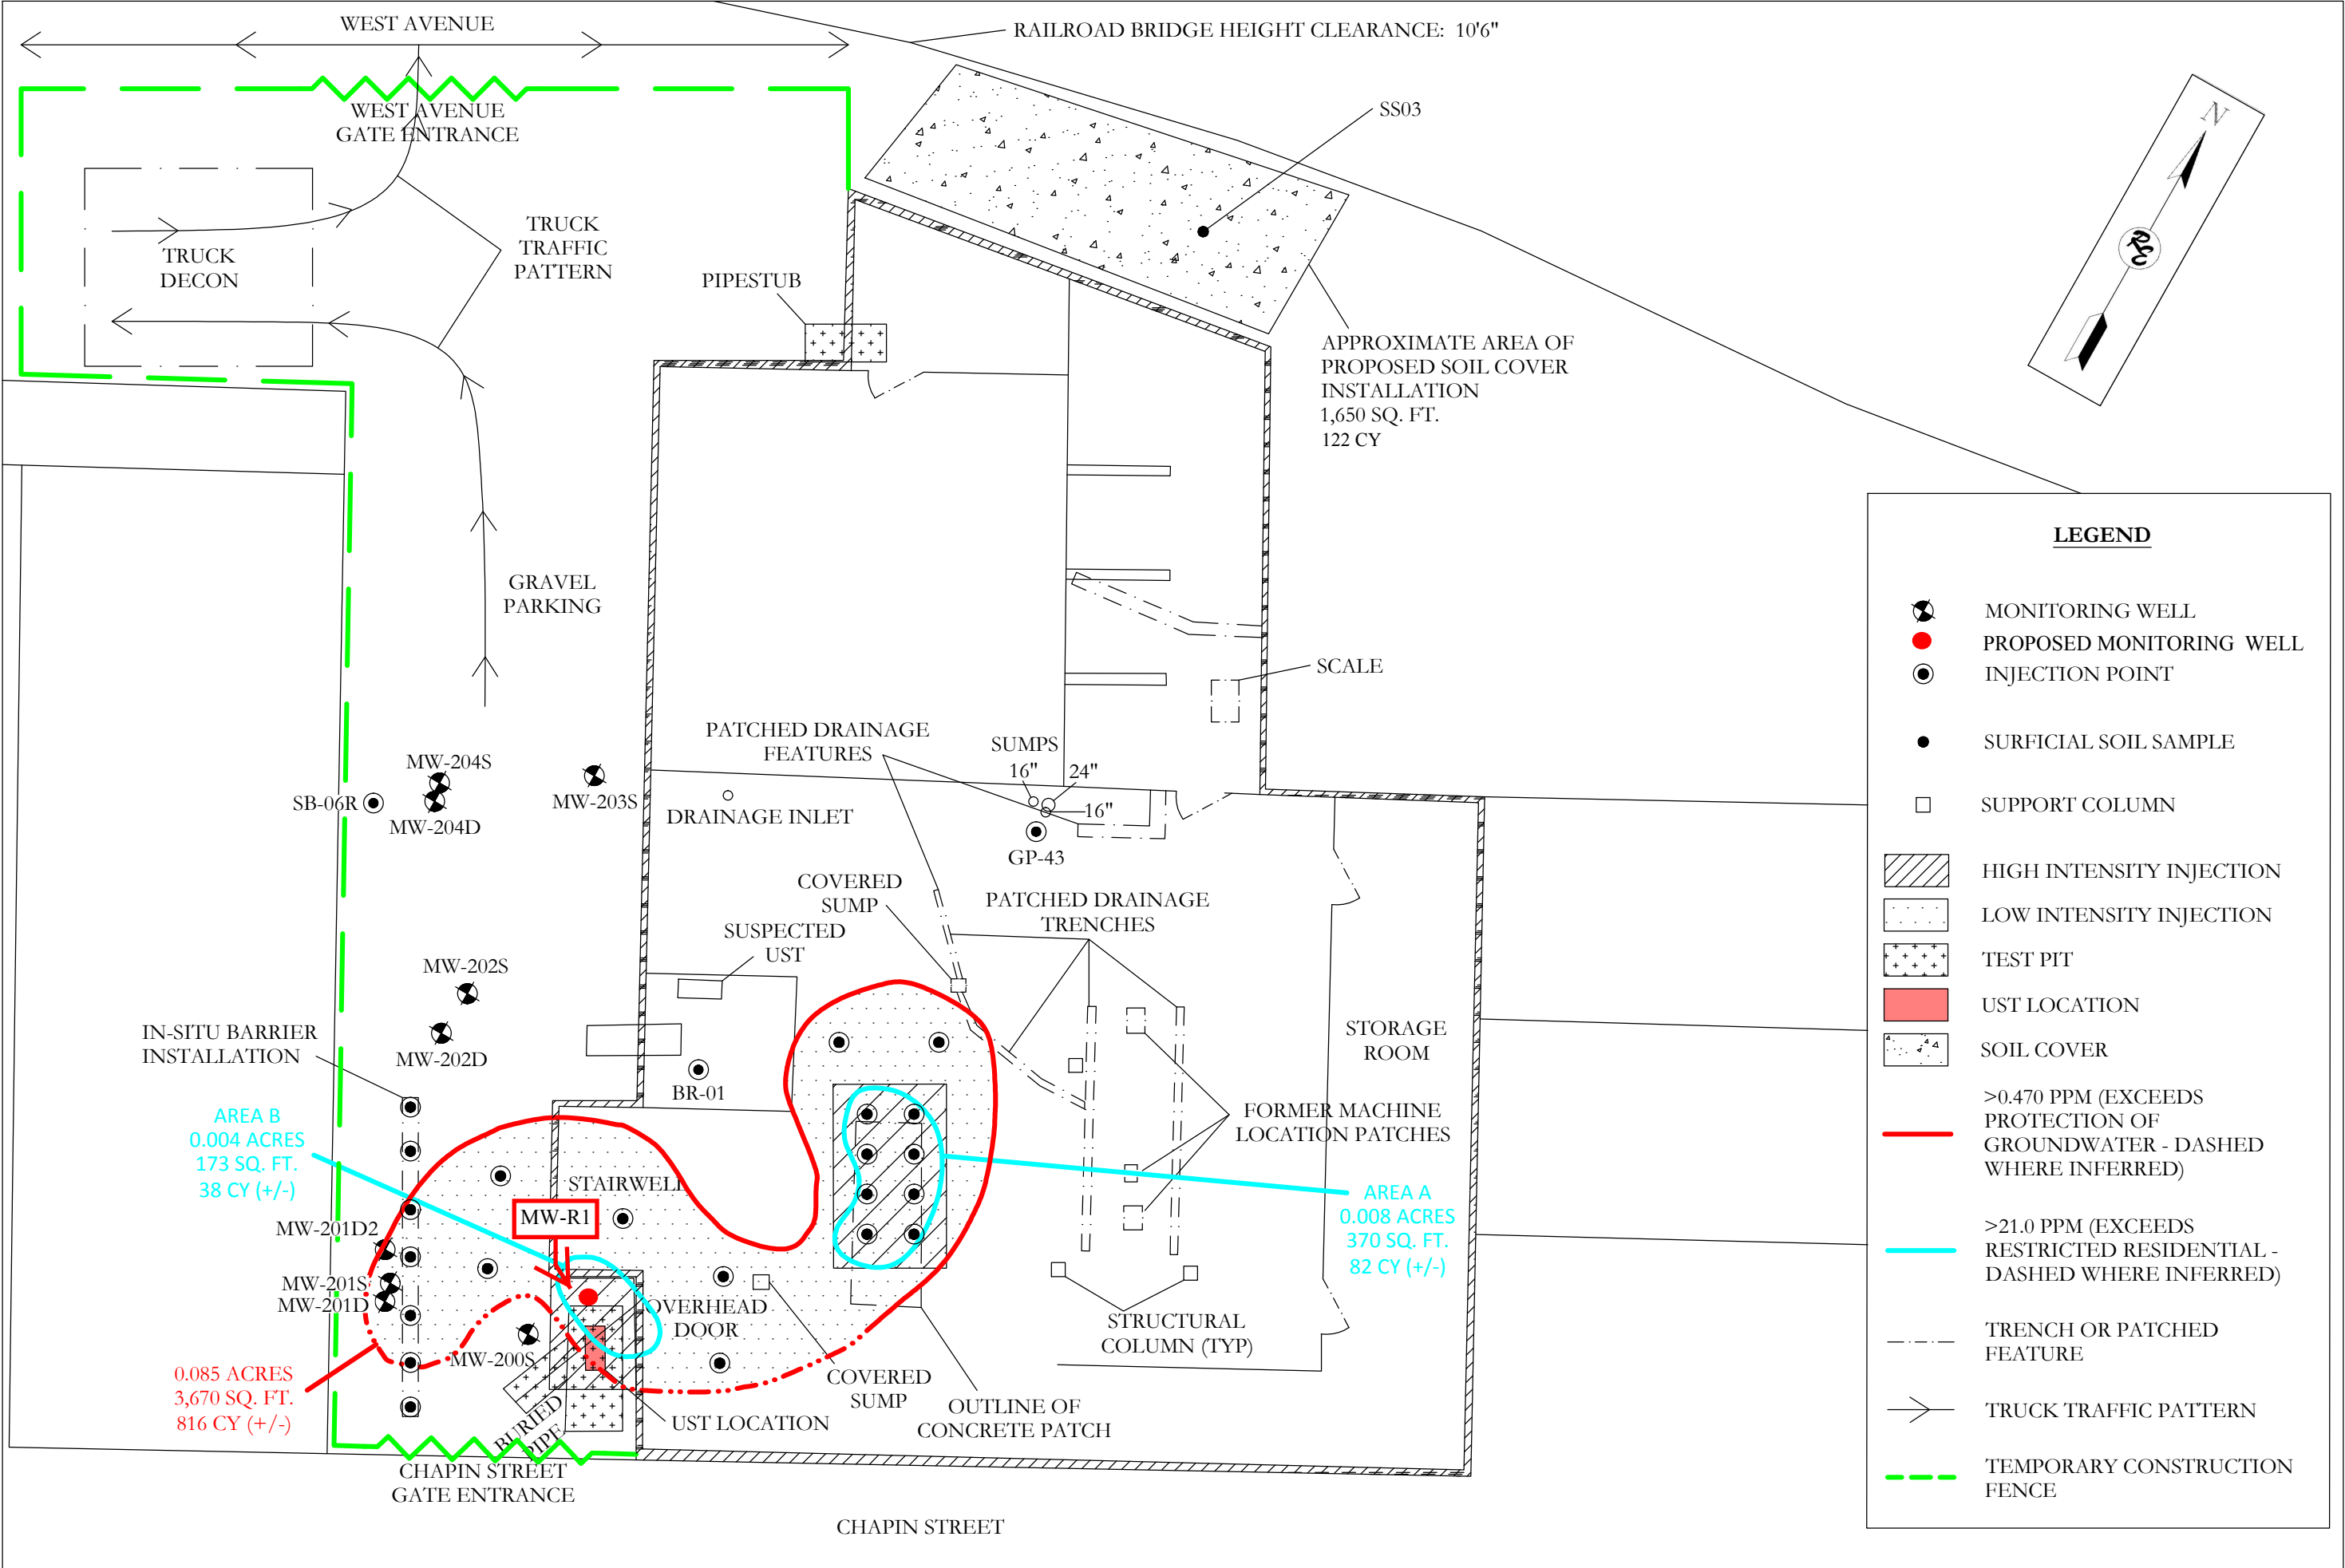 WEST AVENUE
RAILROAD BRIDGE HEIGHT CLEARANCE: 10'6"
WEST AVENUE
GATE ENTRANCE
SS03
N
TRUCK
DECON
TRUCK
TRAFFIC
PATTERN
PIPESTUB
APPROXIMATE AREA OF
PROPOSED SOIL COVER
INSTALLATION
1,650 SQ. FT.
122 CY
GRAVEL
PARKING
SCALE
PATCHED DRAINAGE
FEATURES
SUMPS
16"
24"
16"
MW-204S
SB-06R
MW-204D
MW-203S
DRAINAGE INLET
GP-43
COVERED
SUMP
PATCHED DRAINAGE
TRENCHES
SUSPECTED
UST
MW-202S
MW-202D
IN-SITU BARRIER
INSTALLATION
BR-01
STORAGE
ROOM
FORMER MACHINE
LOCATION PATCHES
AREA B
0.004 ACRES
173 SQ. FT.
38 CY (+/-)
STAIRWELL
MW-R1
AREA A
0.008 ACRES
370 SQ. FT.
82 CY (+/-)
MW-201D2
MW-201S
MW-201D
OVERHEAD
DOOR
MW-200S
STRUCTURAL
COLUMN (TYP)
0.085 ACRES
3,670 SQ. FT.
816 CY (+/-)
COVERED
SUMP
OUTLINE OF
CONCRETE PATCH
UST LOCATION
BURIED
PIPE
CHAPIN STREET
GATE ENTRANCE
CHAPIN STREET
LEGEND
MONITORING WELL
PROPOSED MONITORING WELL
INJECTION POINT
SURFICIAL SOIL SAMPLE
SUPPORT COLUMN
HIGH INTENSITY INJECTION
LOW INTENSITY INJECTION
TEST PIT
UST LOCATION
SOIL COVER
>0.470 PPM (EXCEEDS
PROTECTION OF
GROUNDWATER - DASHED
WHERE INFERRED)
>21.0 PPM (EXCEEDS
RESTRICTED RESIDENTIAL -
DASHED WHERE INFERRED)
TRENCH OR PATCHED
FEATURE
TRUCK TRAFFIC PATTERN
TEMPORARY CONSTRUCTION
FENCE